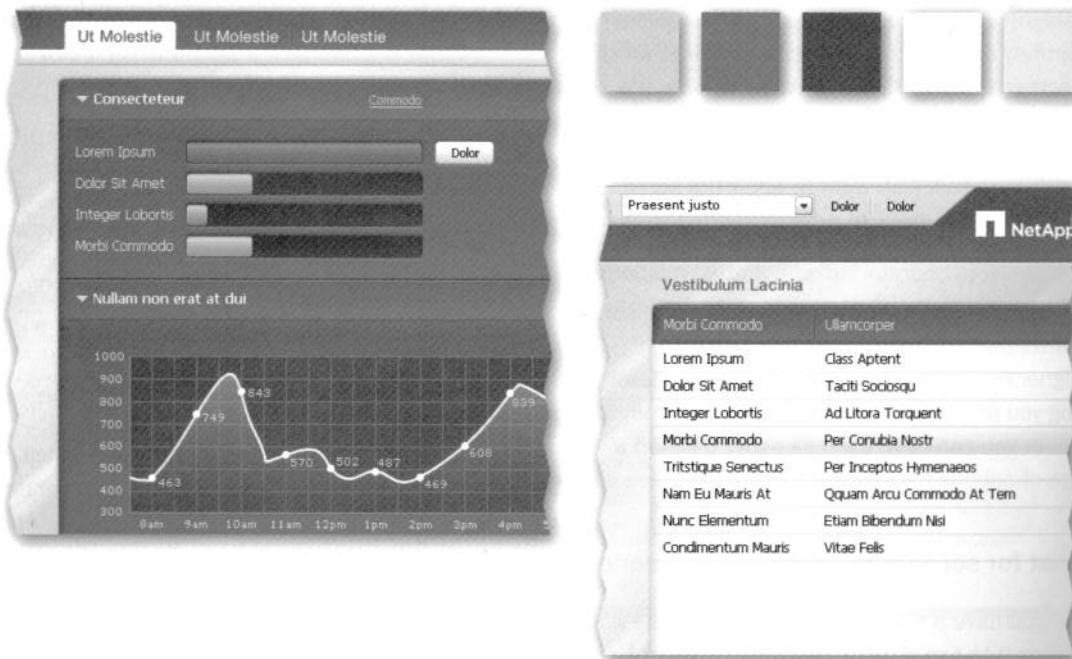 Ut Molestie Ut Molestie Ut Molestie
Consecteteur Commodo
Lorem Ipsum Dolor
Dolor Sit Amet
Integer Lobortis
Morbi Commodo
Nullam non erat at dui
1000
900
800
700
600
500
400
300
463
749
843
570
502
487
469
608
839
8am 9am 10am 11am 12pm 1pm 2pm 3pm 4pm
Praesent justo Dolor Dolor
NetApp
Vestibulum Lacinia
Morbi Commodo Ullamcorper
Lorem Ipsum Class Aptent
Dolor Sit Amet Taciti Sociosqu
Integer Lobortis Ad Litora Torquent
Morbi Commodo Per Conubia Nostr
Tritstique Senectus Per Inceptos Hymenaeos
Nam Eu Mauris At Qquam Arcu Commodo At Tem
Nunc Elementum Etiam Bibendum Nisl
Condimentum Mauris Vitae Felis